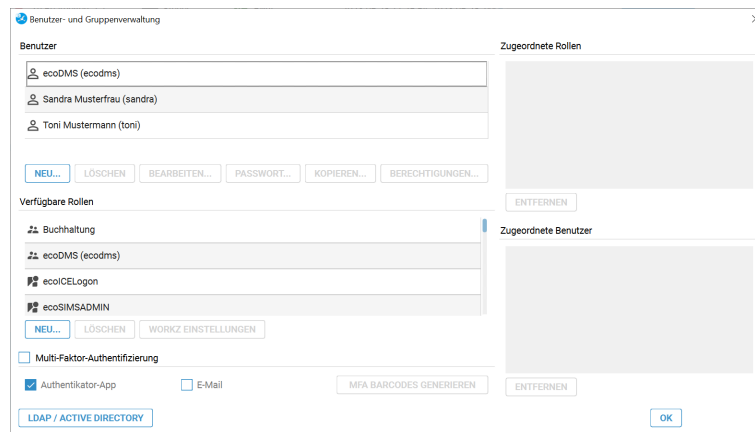 Benutzer- und Gruppenverwaltung
Benutzer
ecoDMS (ecodms)
Sandra Musterfrau (sandra)
Toni Mustermann (toni)
NEU... LÖSCHEN BEARBEITEN... PASSWORT... KOPIEREN... BERECHTIGUNGEN...
Verfügbare Rollen
Buchhaltung
ecoDMS (ecodms)
ecoICELogon
ecoSIMSADMIN
NEU... LÖSCHEN WORKZ EINSTELLUNGEN
Multi-Faktor-Authentifizierung
Authentikator-App E-Mail MFA BARCODES GENERIEREN
LDAP / ACTIVE DIRECTORY
Zugeordnete Rollen
ENTFERNEN
Zugeordnete Benutzer
ENTFERNEN
OK